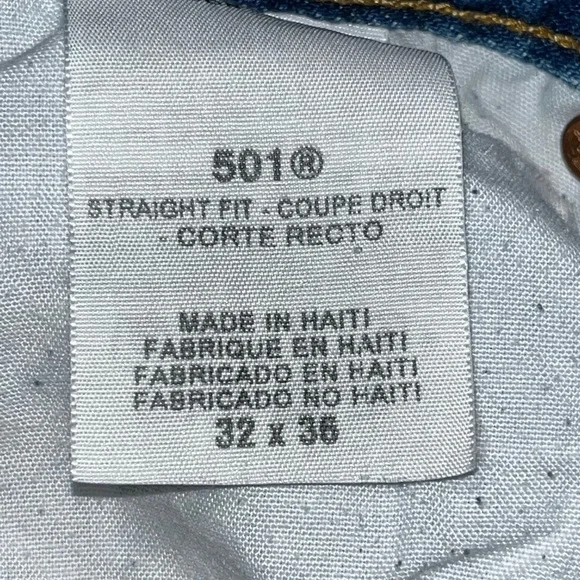 501®
STRAIGHT FIT - COUPE DROIT
- CORTE RECTO
MADE IN HAITI
FABRIQUE EN HAITI
FABRICADO EN HAITI
FABRICADO NO HAITI
32 x 36